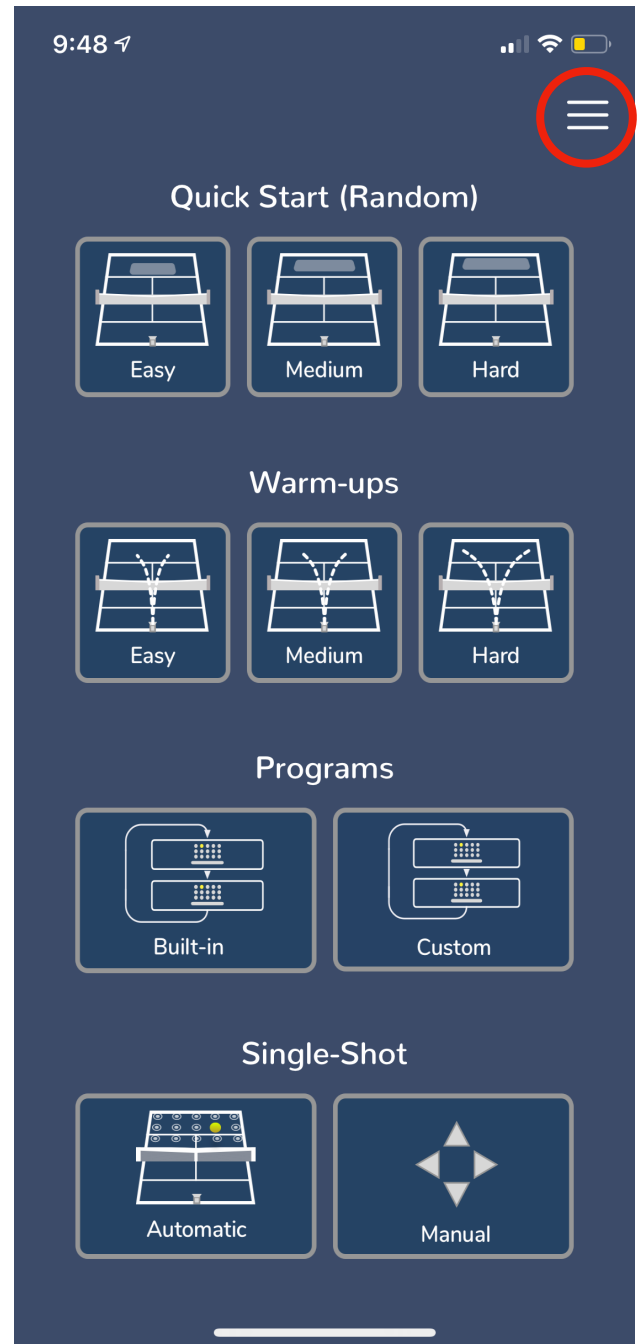 9:48
Quick Start (Random)
Easy Medium Hard
Warm-ups
Easy Medium Hard
Programs
Built-in Custom
Single-Shot
Automatic Manual